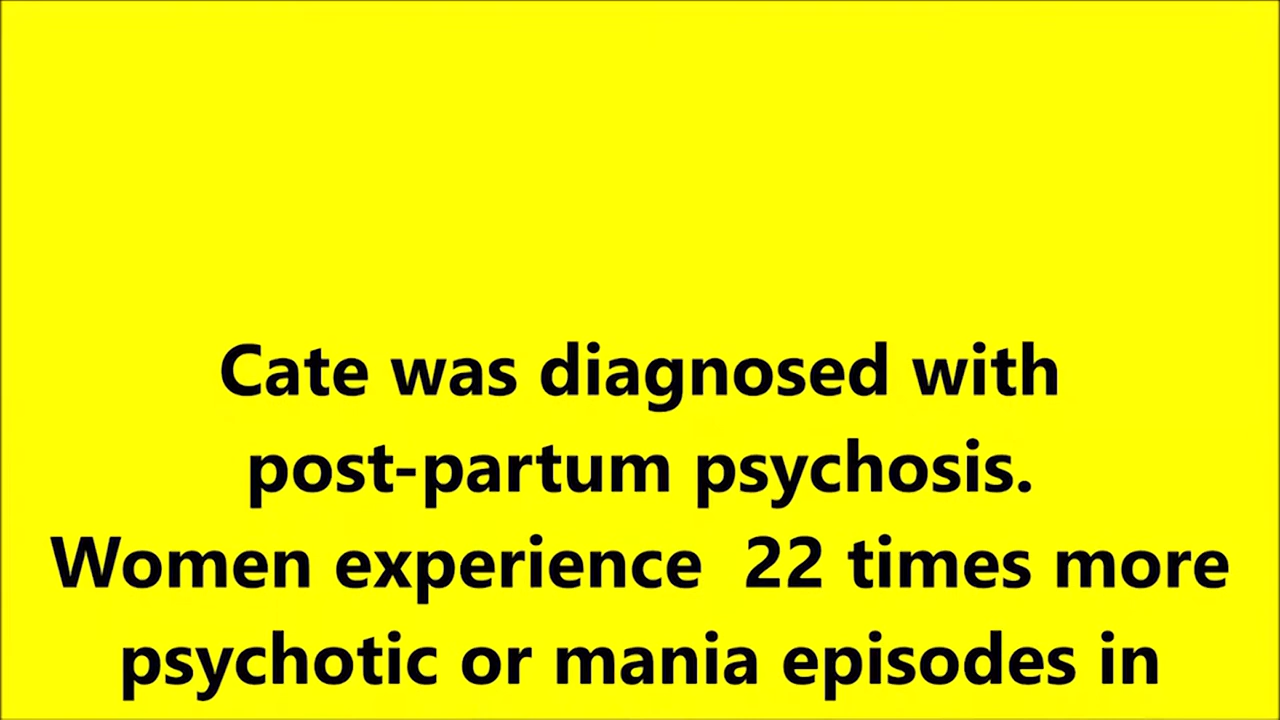 Cate was diagnosed with
post-partum psychosis.
Women experience  22 times more
psychotic or mania episodes in